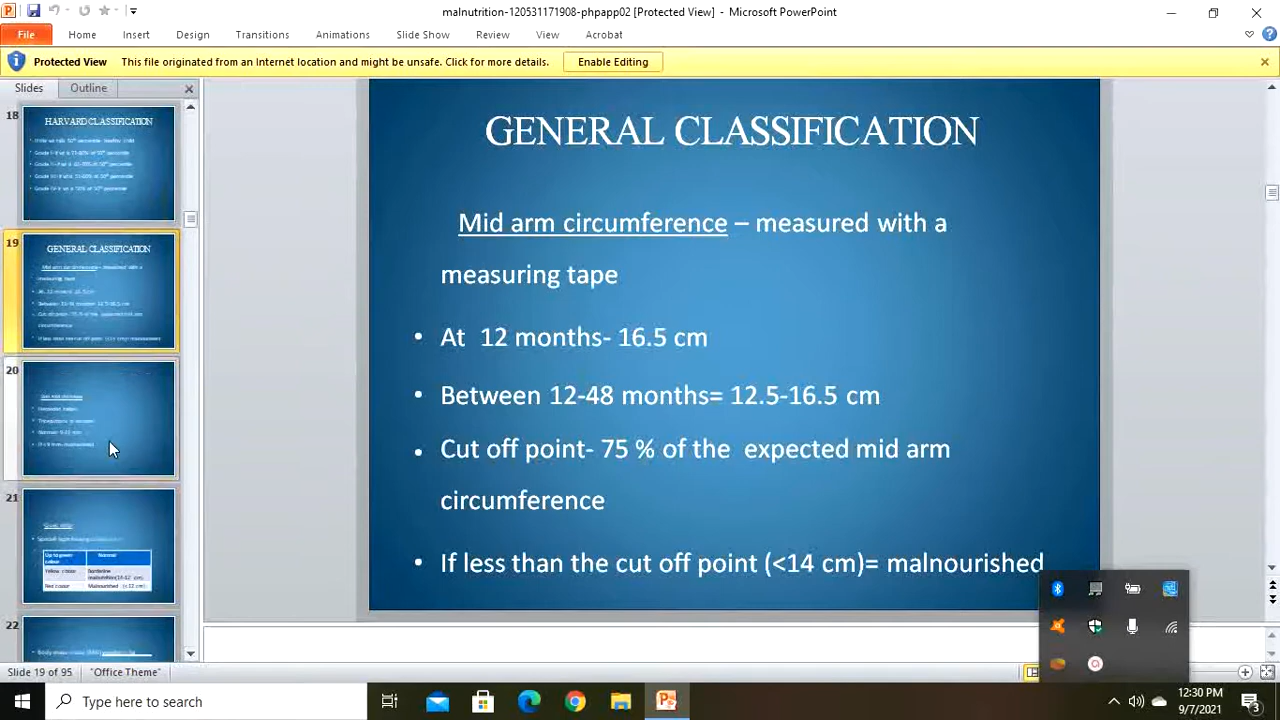 malnutrition-120531171908-phpapp02 [Protected View] - Microsoft PowerPoint
File Home Insert Design Transitions Animations Slide Show Review View Acrobat
Protected View This file originated from an Internet location and might be unsafe. Click for more details. Enable Editing
Slides Outline
18
HARVARD CLASSIFICATION
19
GENERAL CLASSIFICATION
20
21
22
GENERAL CLASSIFICATION
Mid arm circumference – measured with a
measuring tape
• At 12 months- 16.5 cm
• Between 12-48 months= 12.5-16.5 cm
• Cut off point- 75 % of the expected mid arm
circumference
• If less than the cut off point (<14 cm)= malnourished
Slide 19 of 95 "Office Theme"
Type here to search
12:30 PM
9/7/2021
3